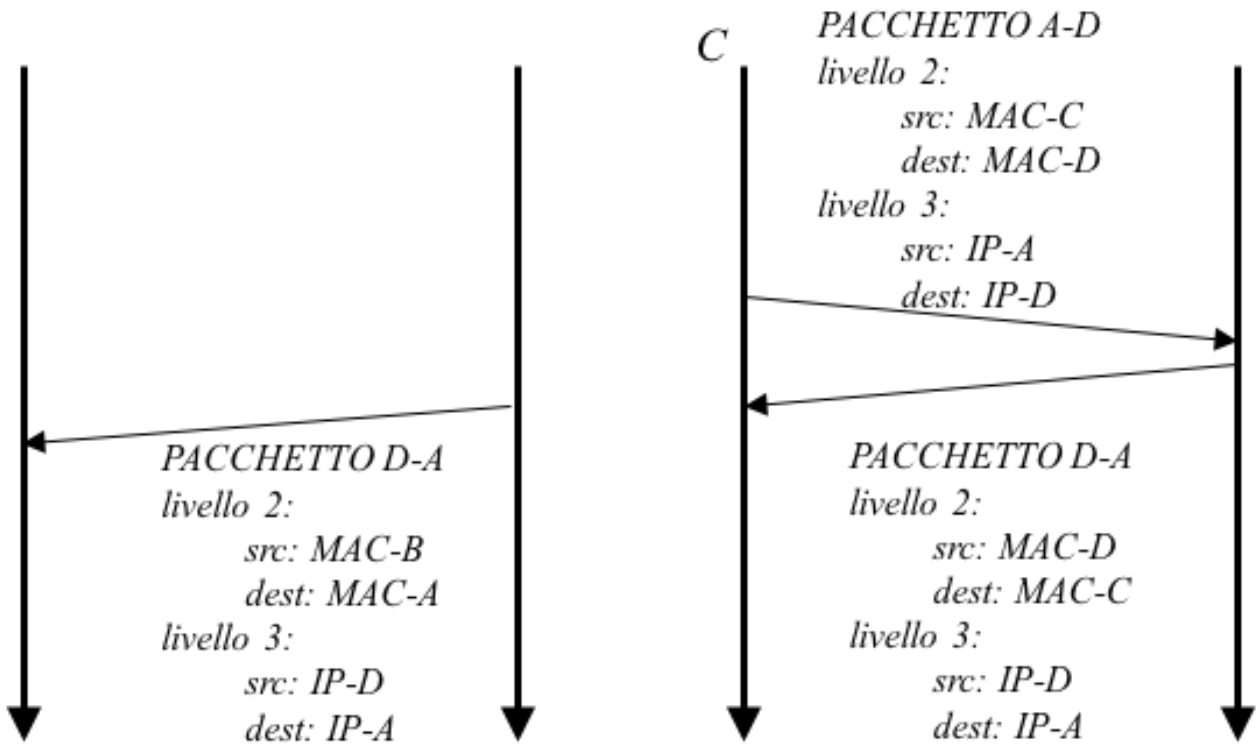 C
PACCHETTO A-D
livello 2:
src: MAC-C
dest: MAC-D
livello 3:
src: IP-A
dest: IP-D
PACCHETTO D-A
livello 2:
src: MAC-B
dest: MAC-A
livello 3:
src: IP-D
dest: IP-A
PACCHETTO D-A
livello 2:
src: MAC-D
dest: MAC-C
livello 3:
src: IP-D
dest: IP-A